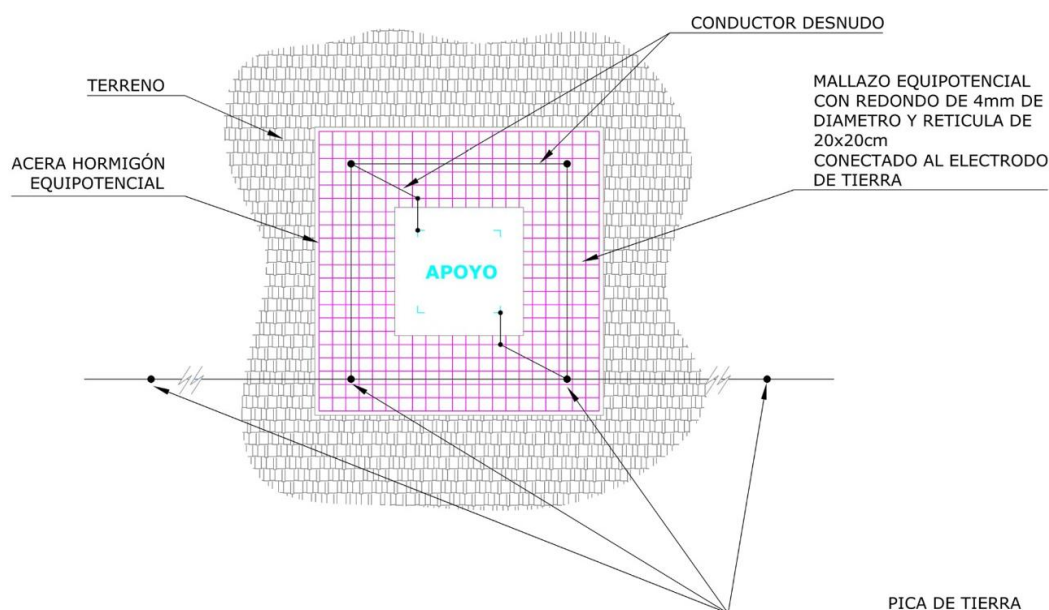 CONDUCTOR DESNUDO
TERRENO
MALLAZO EQUIPOTENCIAL
CON REDONDO DE 4mm DE
DIAMETRO Y RETICULA DE
20x20cm
CONECTADO AL ELECTRODO
DE TIERRA
ACERA HORMIGÓN
EQUIPOTENCIAL
APOYO
PICA DE TIERRA